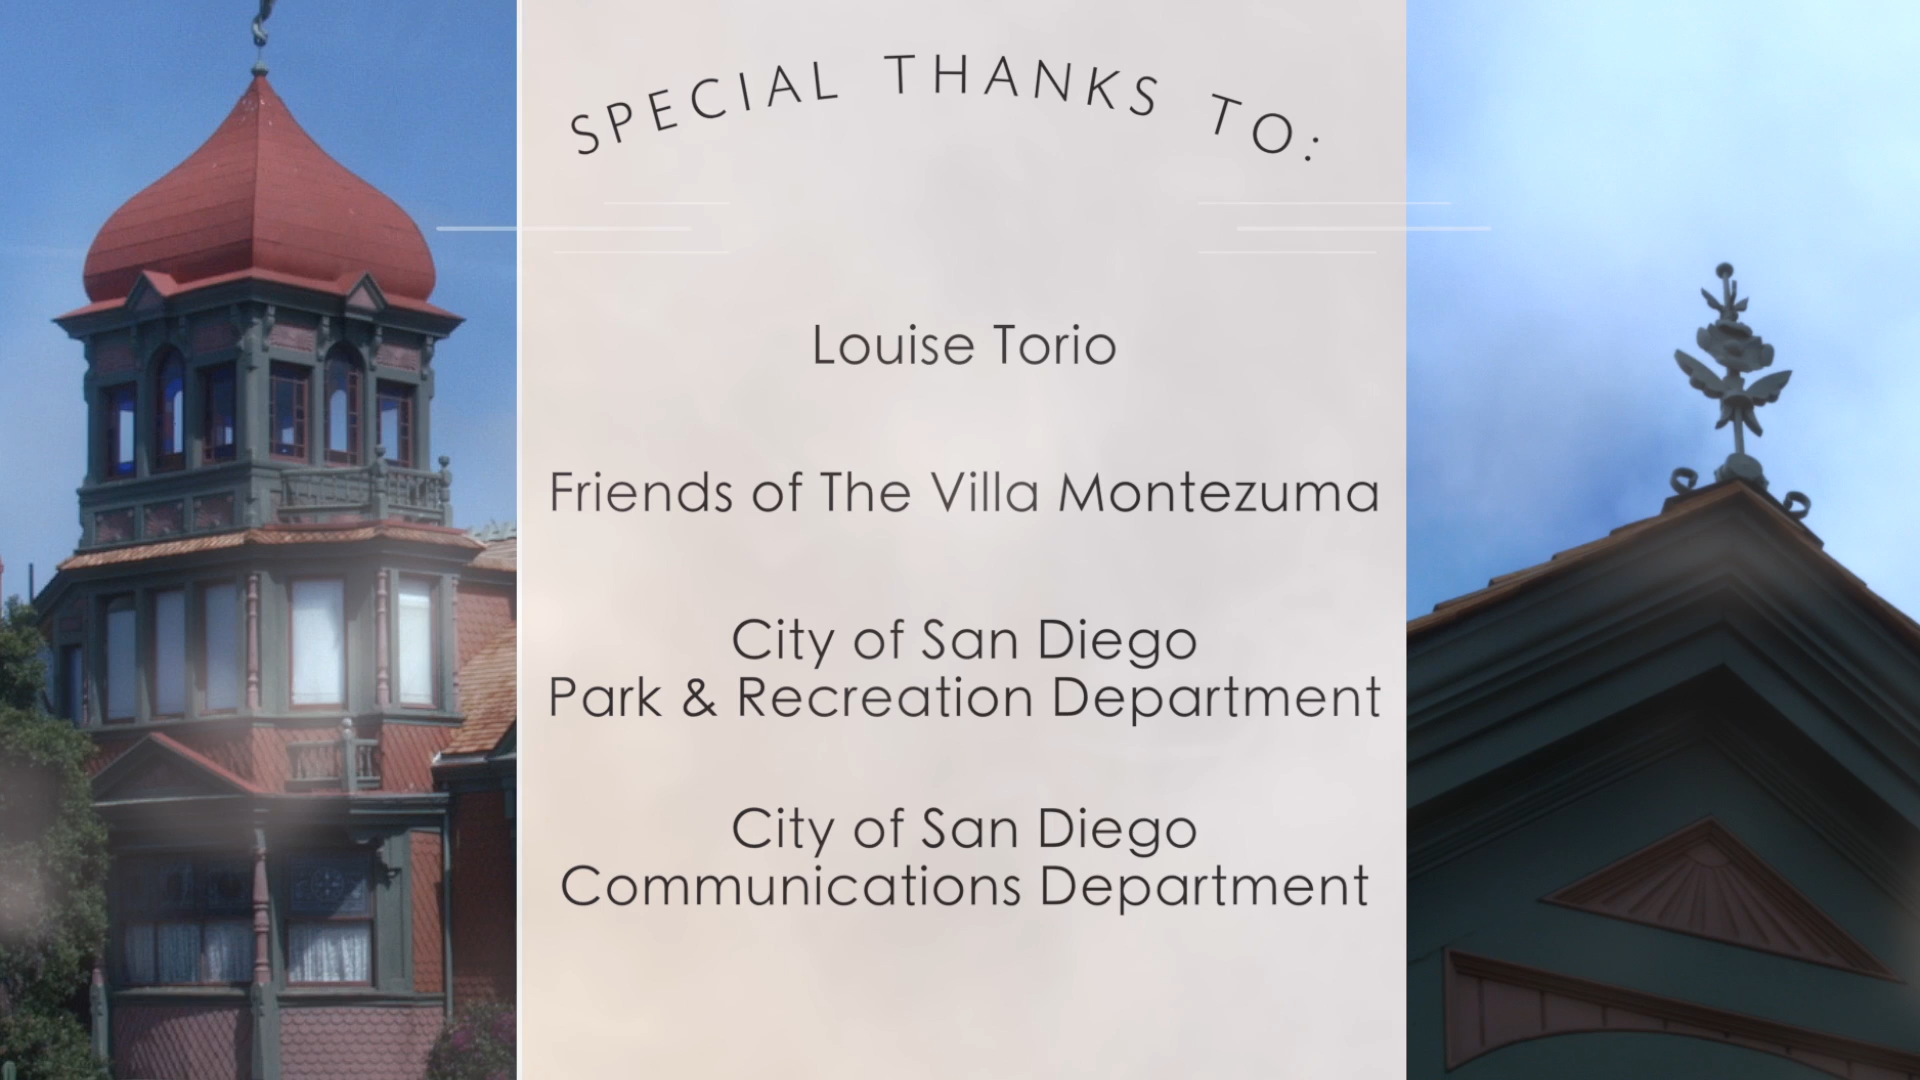 SPECIAL THANKS TO:
Louise Torio
Friends of The Villa Montezuma
City of San Diego
Park & Recreation Department
City of San Diego
Communications Department